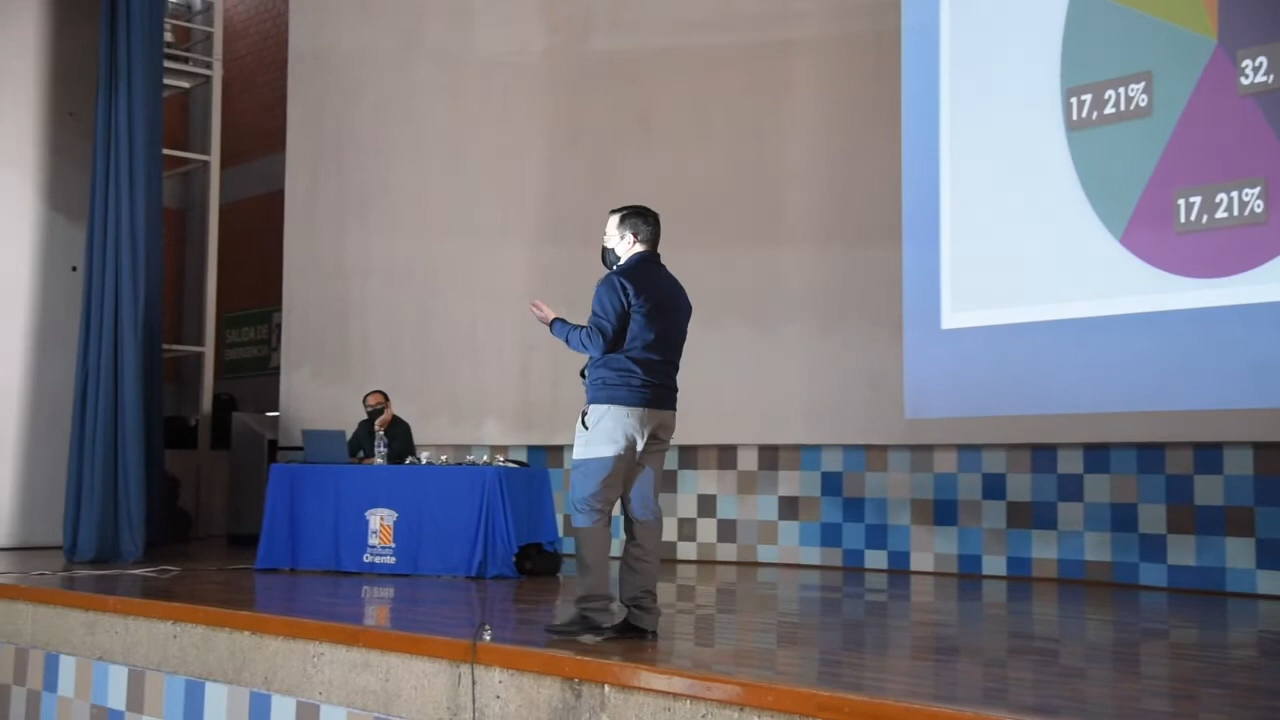 32,
17, 21%
17, 21%
SALIDA DE
EMERGENCIA
Instituto
Oriente